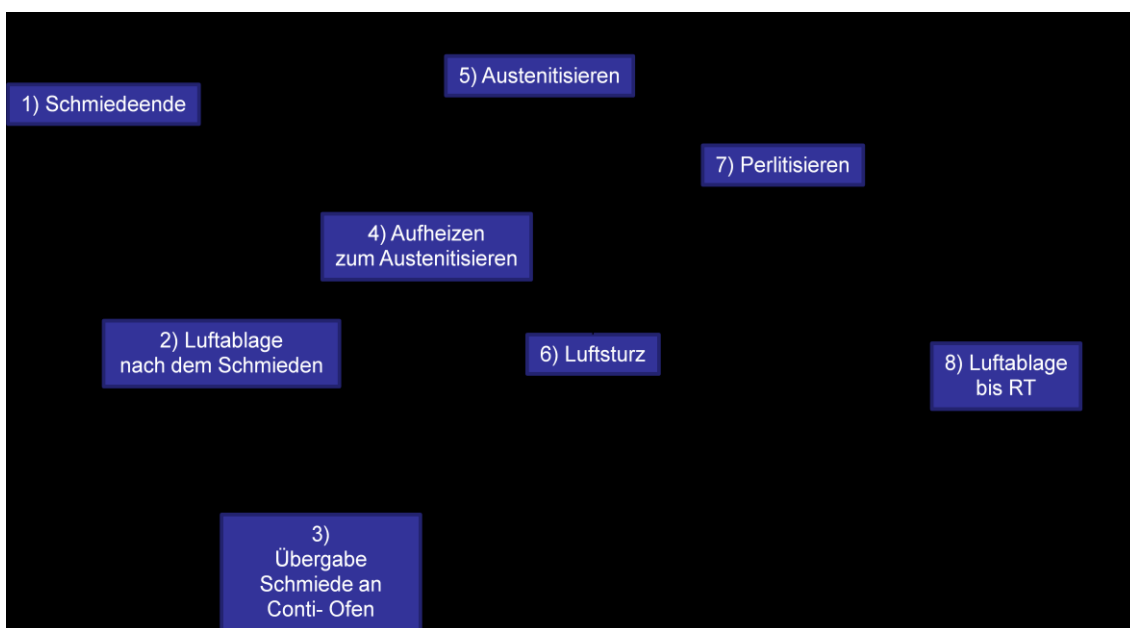 1) Schmiedeende
2) Luftablage
nach dem Schmieden
3)
Übergabe
Schmiede an
Conti- Ofen
4) Aufheizen
zum Austenitisieren
5) Austenitisieren
6) Luftsturz
7) Perlitisieren
8) Luftablage
bis RT